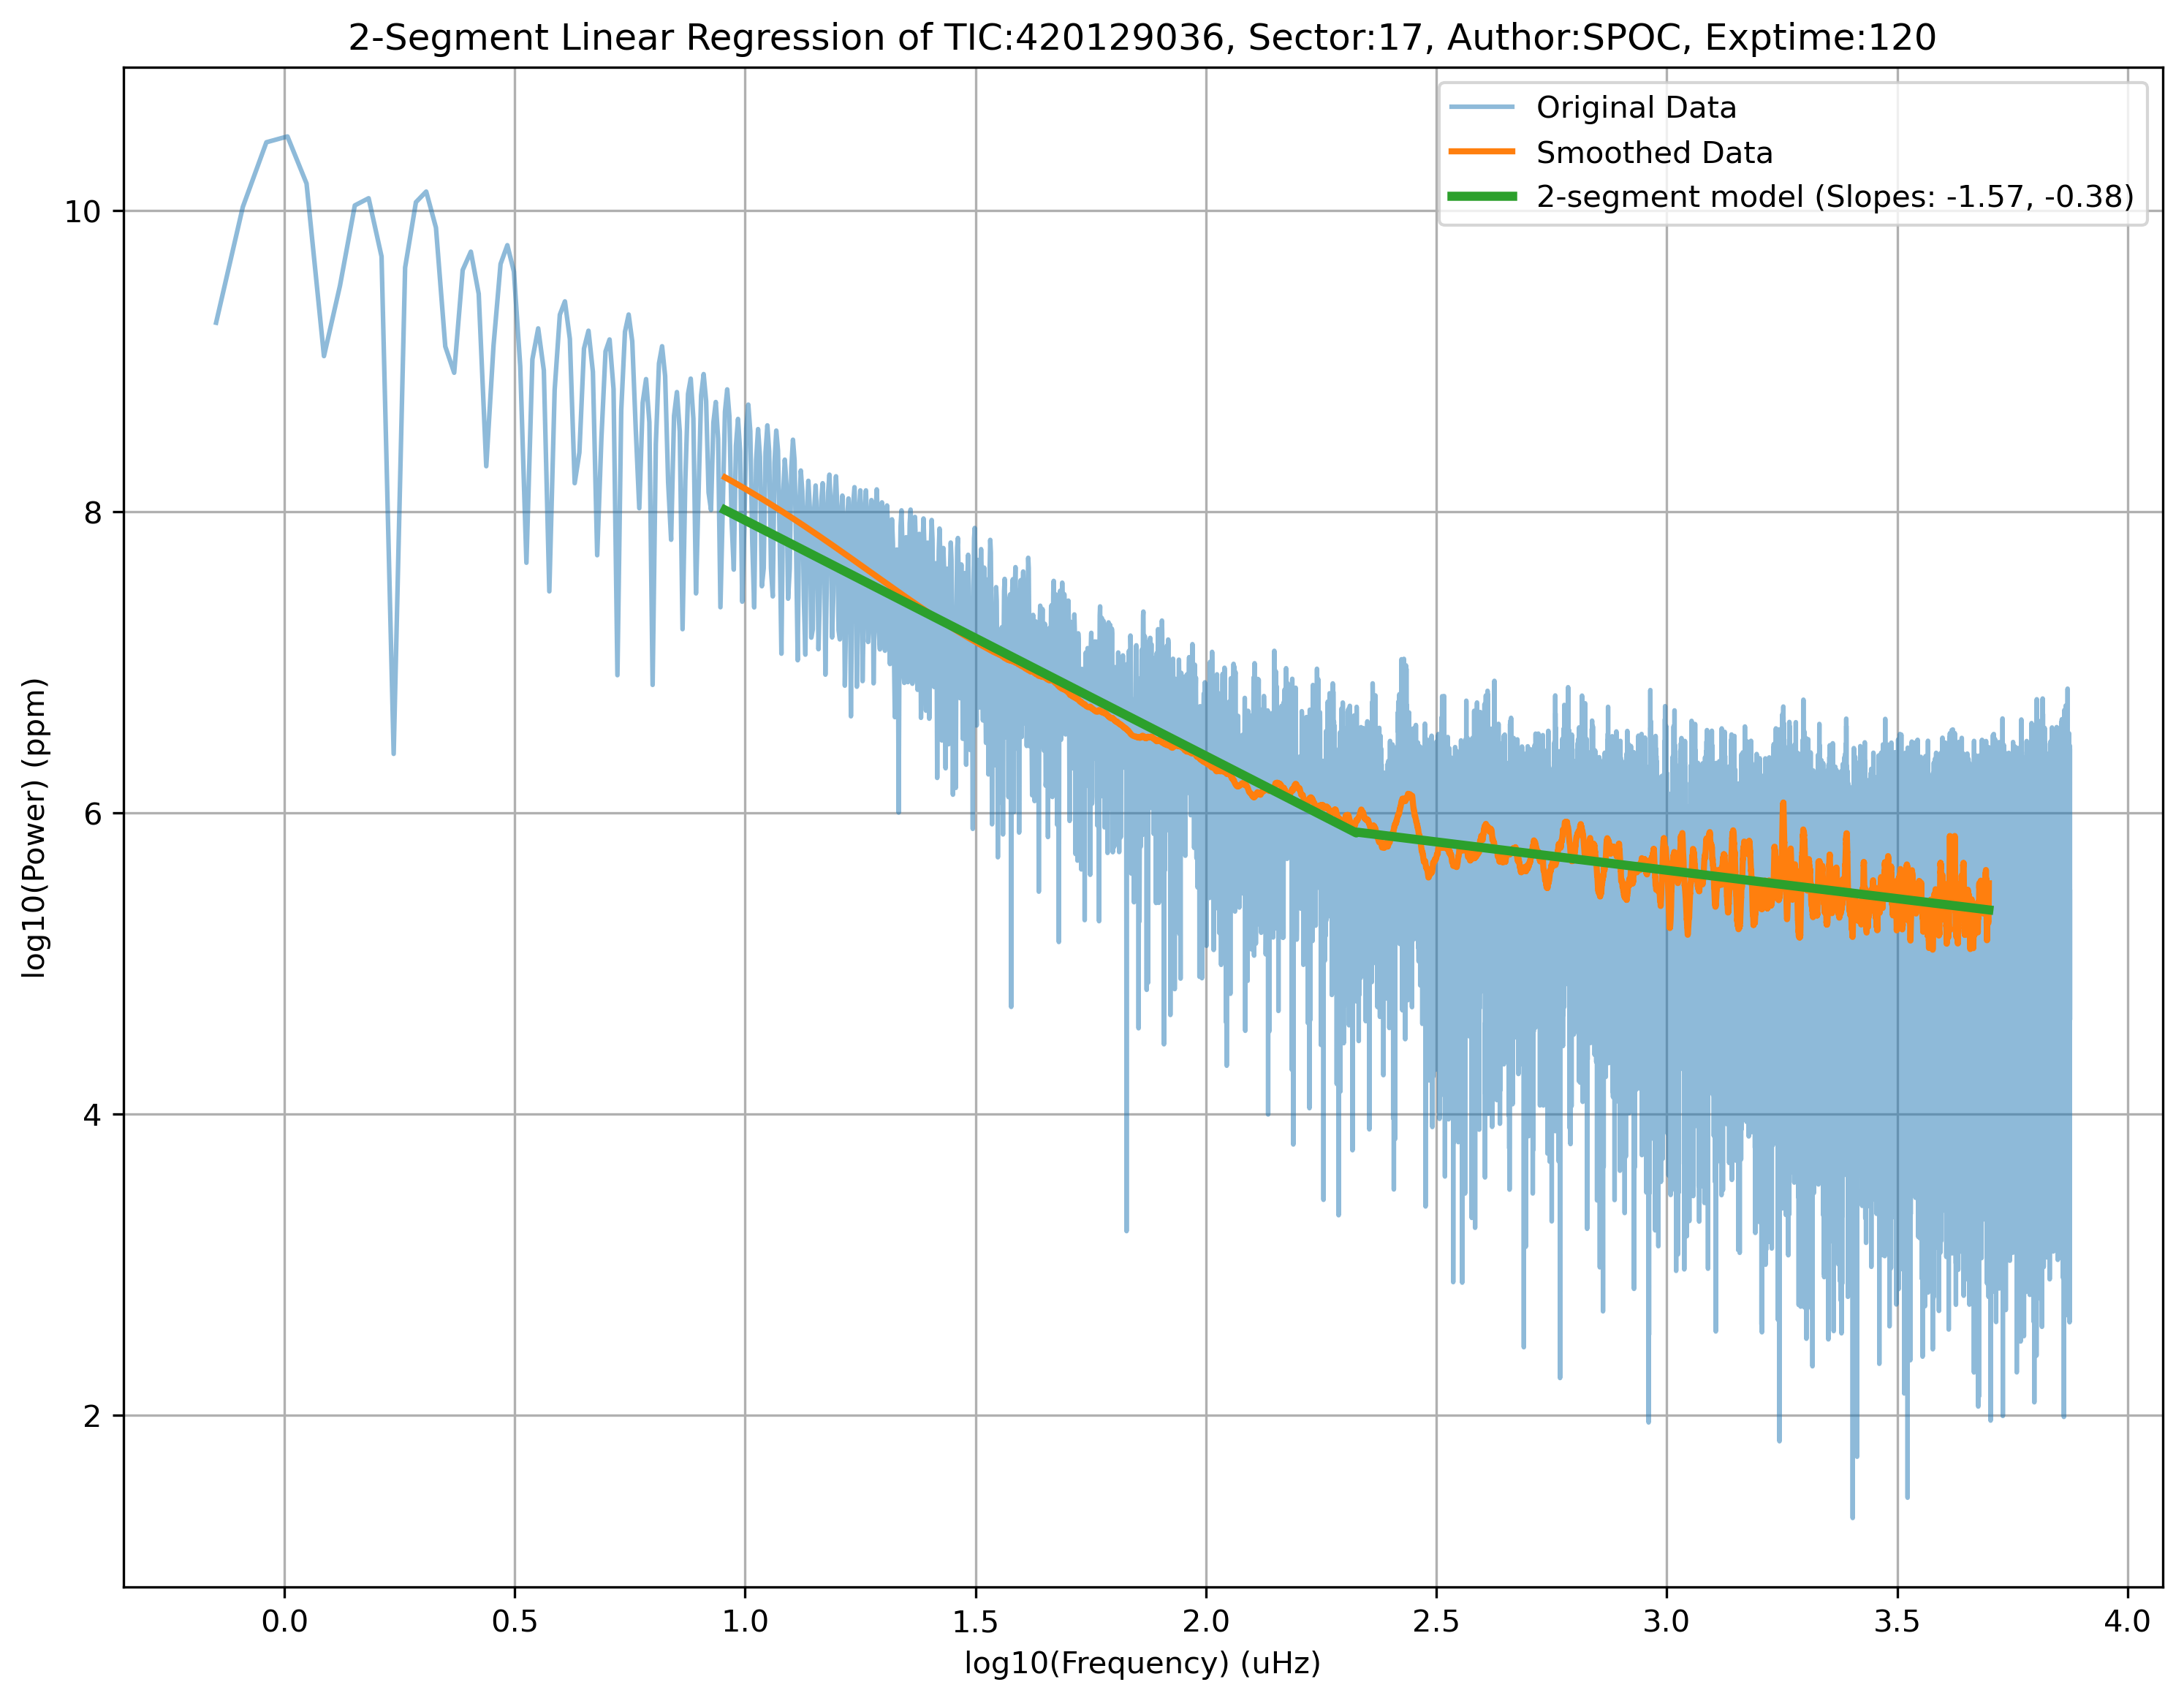 2-Segment Linear Regression of TIC:420129036, Sector:17, Author:SPOC, Exptime:120
Original Data
Smoothed Data
2-segment model (Slopes: -1.57, -0.38)
log10(Power) (ppm)
10
8
6
4
2
0.0 0.5 1.0 1.5 2.0 2.5 3.0 3.5 4.0
log10(Frequency) (uHz)